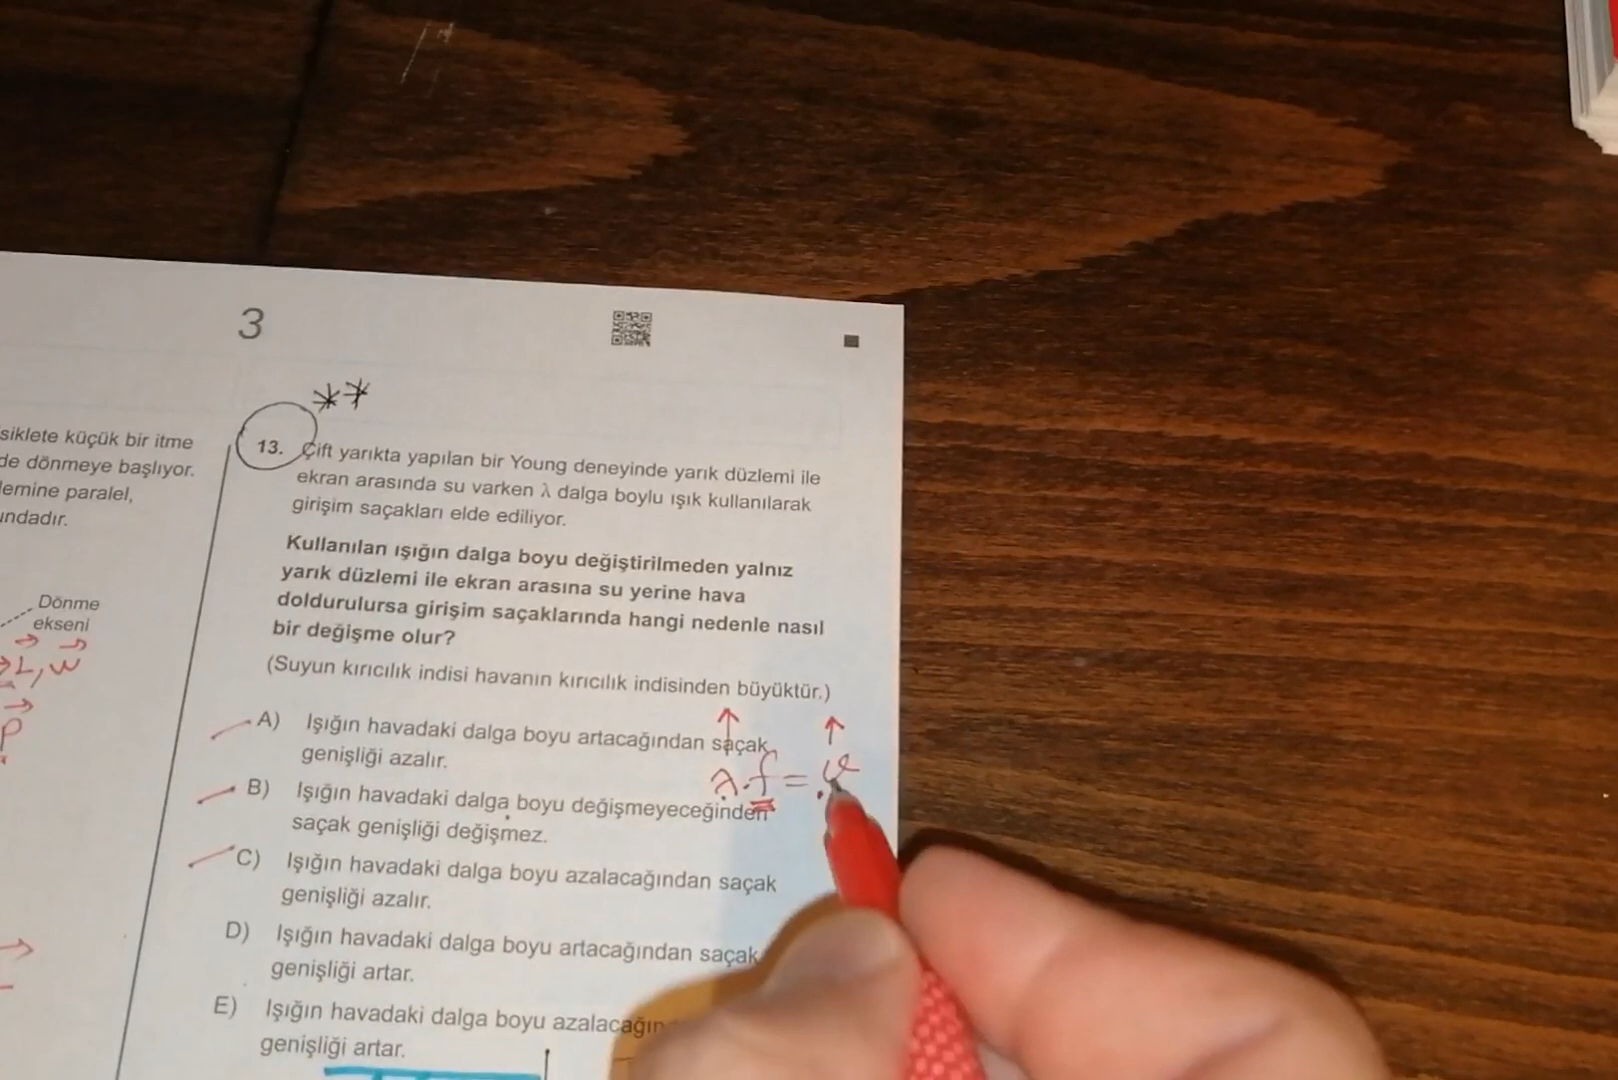 3
**
siklete küçük bir itme
de dönmeye başlıyor.
lemine paralel,
ındadır.
Dönme
ekseni
L, w
P
13. Çift yarıkta yapılan bir Young deneyinde yarık düzlemi ile
ekran arasında su varken λ dalga boylu ışık kullanılarak
girişim saçakları elde ediliyor.
Kullanılan ışığın dalga boyu değiştirilmeden yalnız
yarık düzlemi ile ekran arasına su yerine hava
doldurulursa girişim saçaklarında hangi nedenle nasıl
bir değişme olur?
(Suyun kırıcılık indisi havanın kırıcılık indisinden büyüktür.)
A) Işığın havadaki dalga boyu artacağından saçak
genişliği azalır.
λ.f = v
B) Işığın havadaki dalga boyu değişmeyeceğinden
saçak genişliği değişmez.
C) Işığın havadaki dalga boyu azalacağından saçak
genişliği azalır.
D) Işığın havadaki dalga boyu artacağından saçak
genişliği artar.
E) Işığın havadaki dalga boyu azalacağın
genişliği artar.